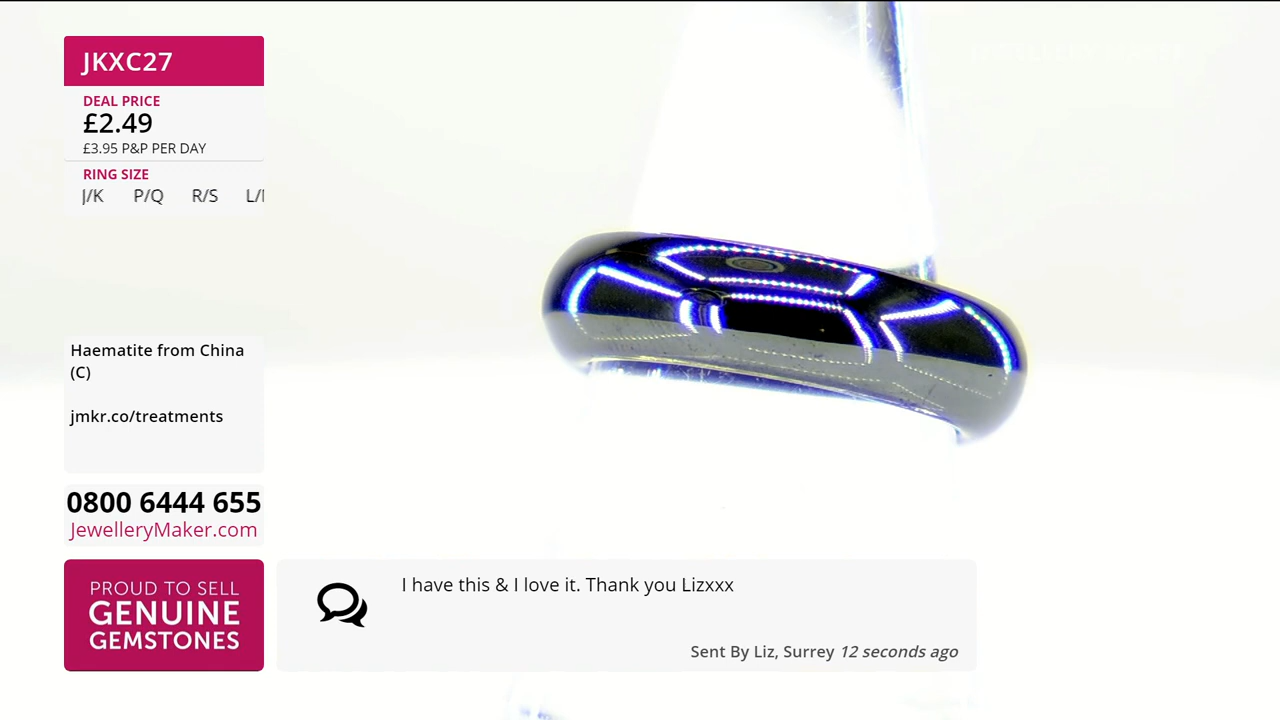 JKXC27
DEAL PRICE
£2.49
£3.95 P&P PER DAY
RING SIZE
J/K P/Q R/S
Haematite from China
(C)
jmkr.co/treatments
0800 6444 655
JewelleryMaker.com
PROUD TO SELL
GENUINE
GEMSTONES
I have this & I love it. Thank you Lizxxx
Sent By Liz, Surrey 12 seconds ago